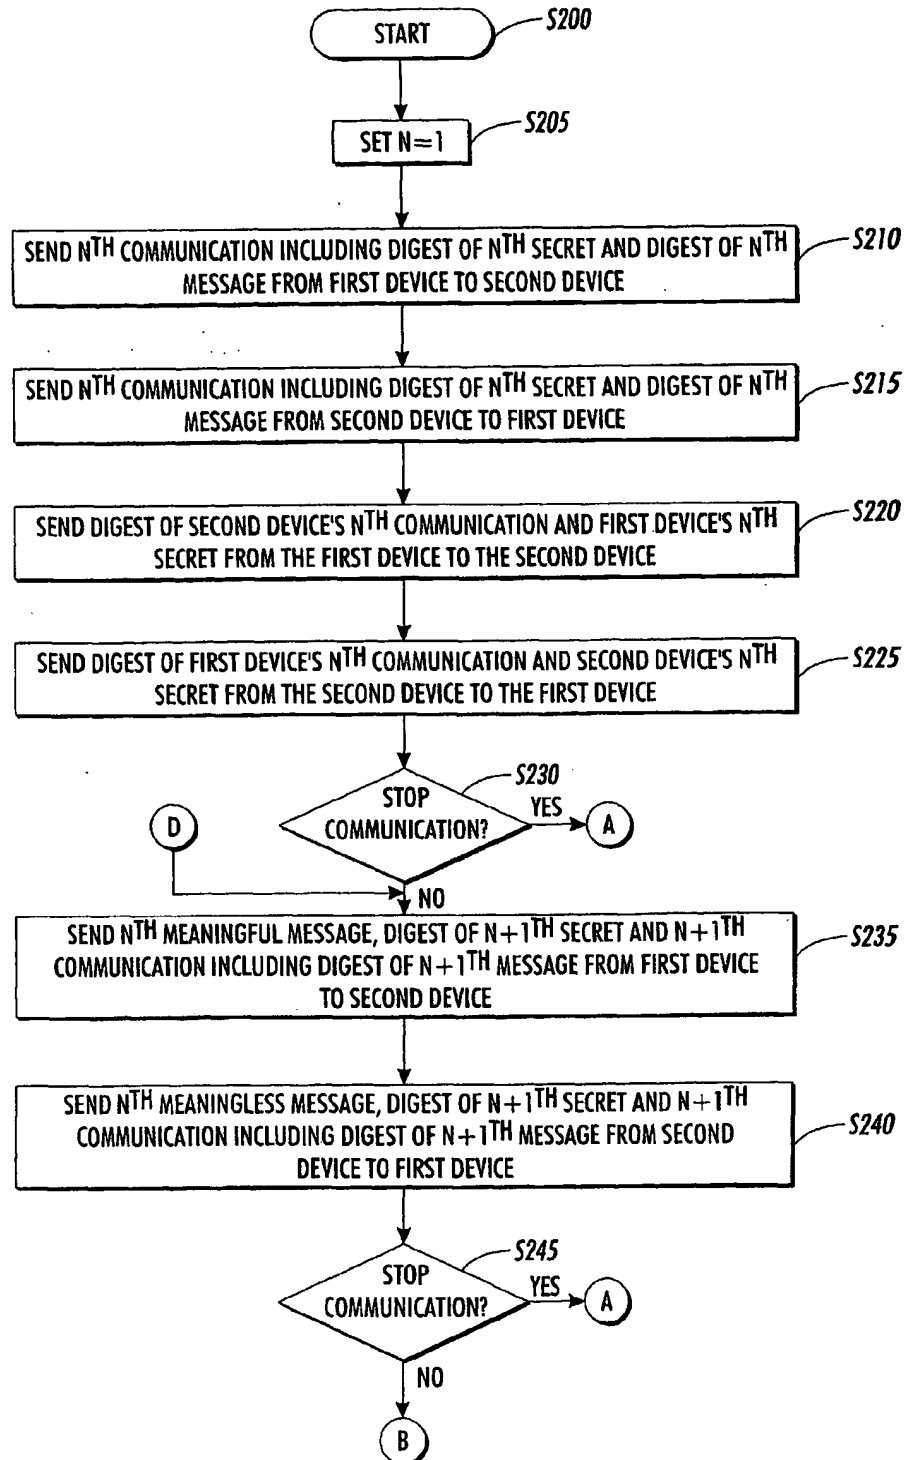 START
S200
SET N=1
S205
SEND NTH COMMUNICATION INCLUDING DIGEST OF NTH SECRET AND DIGEST OF NTH
MESSAGE FROM FIRST DEVICE TO SECOND DEVICE
S210
SEND NTH COMMUNICATION INCLUDING DIGEST OF NTH SECRET AND DIGEST OF NTH
MESSAGE FROM SECOND DEVICE TO FIRST DEVICE
S215
SEND DIGEST OF SECOND DEVICE'S NTH COMMUNICATION AND FIRST DEVICE'S NTH
SECRET FROM THE FIRST DEVICE TO THE SECOND DEVICE
S220
SEND DIGEST OF FIRST DEVICE'S NTH COMMUNICATION AND SECOND DEVICE'S NTH
SECRET FROM THE SECOND DEVICE TO THE FIRST DEVICE
S225
S230
STOP
COMMUNICATION?
YES
A
D
NO
SEND NTH MEANINGFUL MESSAGE, DIGEST OF N+1TH SECRET AND N+1TH
COMMUNICATION INCLUDING DIGEST OF N+1TH MESSAGE FROM FIRST DEVICE
TO SECOND DEVICE
S235
SEND NTH MEANINGLESS MESSAGE, DIGEST OF N+1TH SECRET AND N+1TH
COMMUNICATION INCLUDING DIGEST OF N+1TH MESSAGE FROM SECOND
DEVICE TO FIRST DEVICE
S240
S245
STOP
COMMUNICATION?
YES
A
NO
B